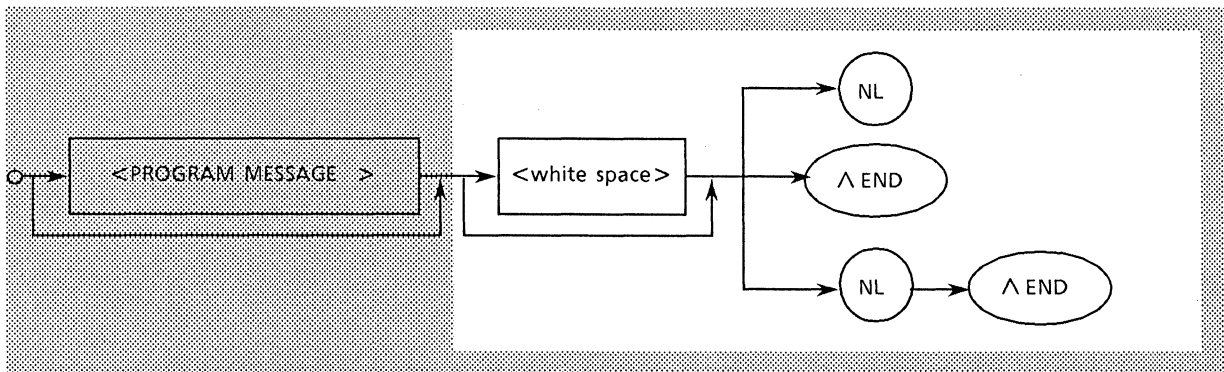 NL
<PROGRAM MESSAGE >
<white space>
∧ END
NL
∧ END